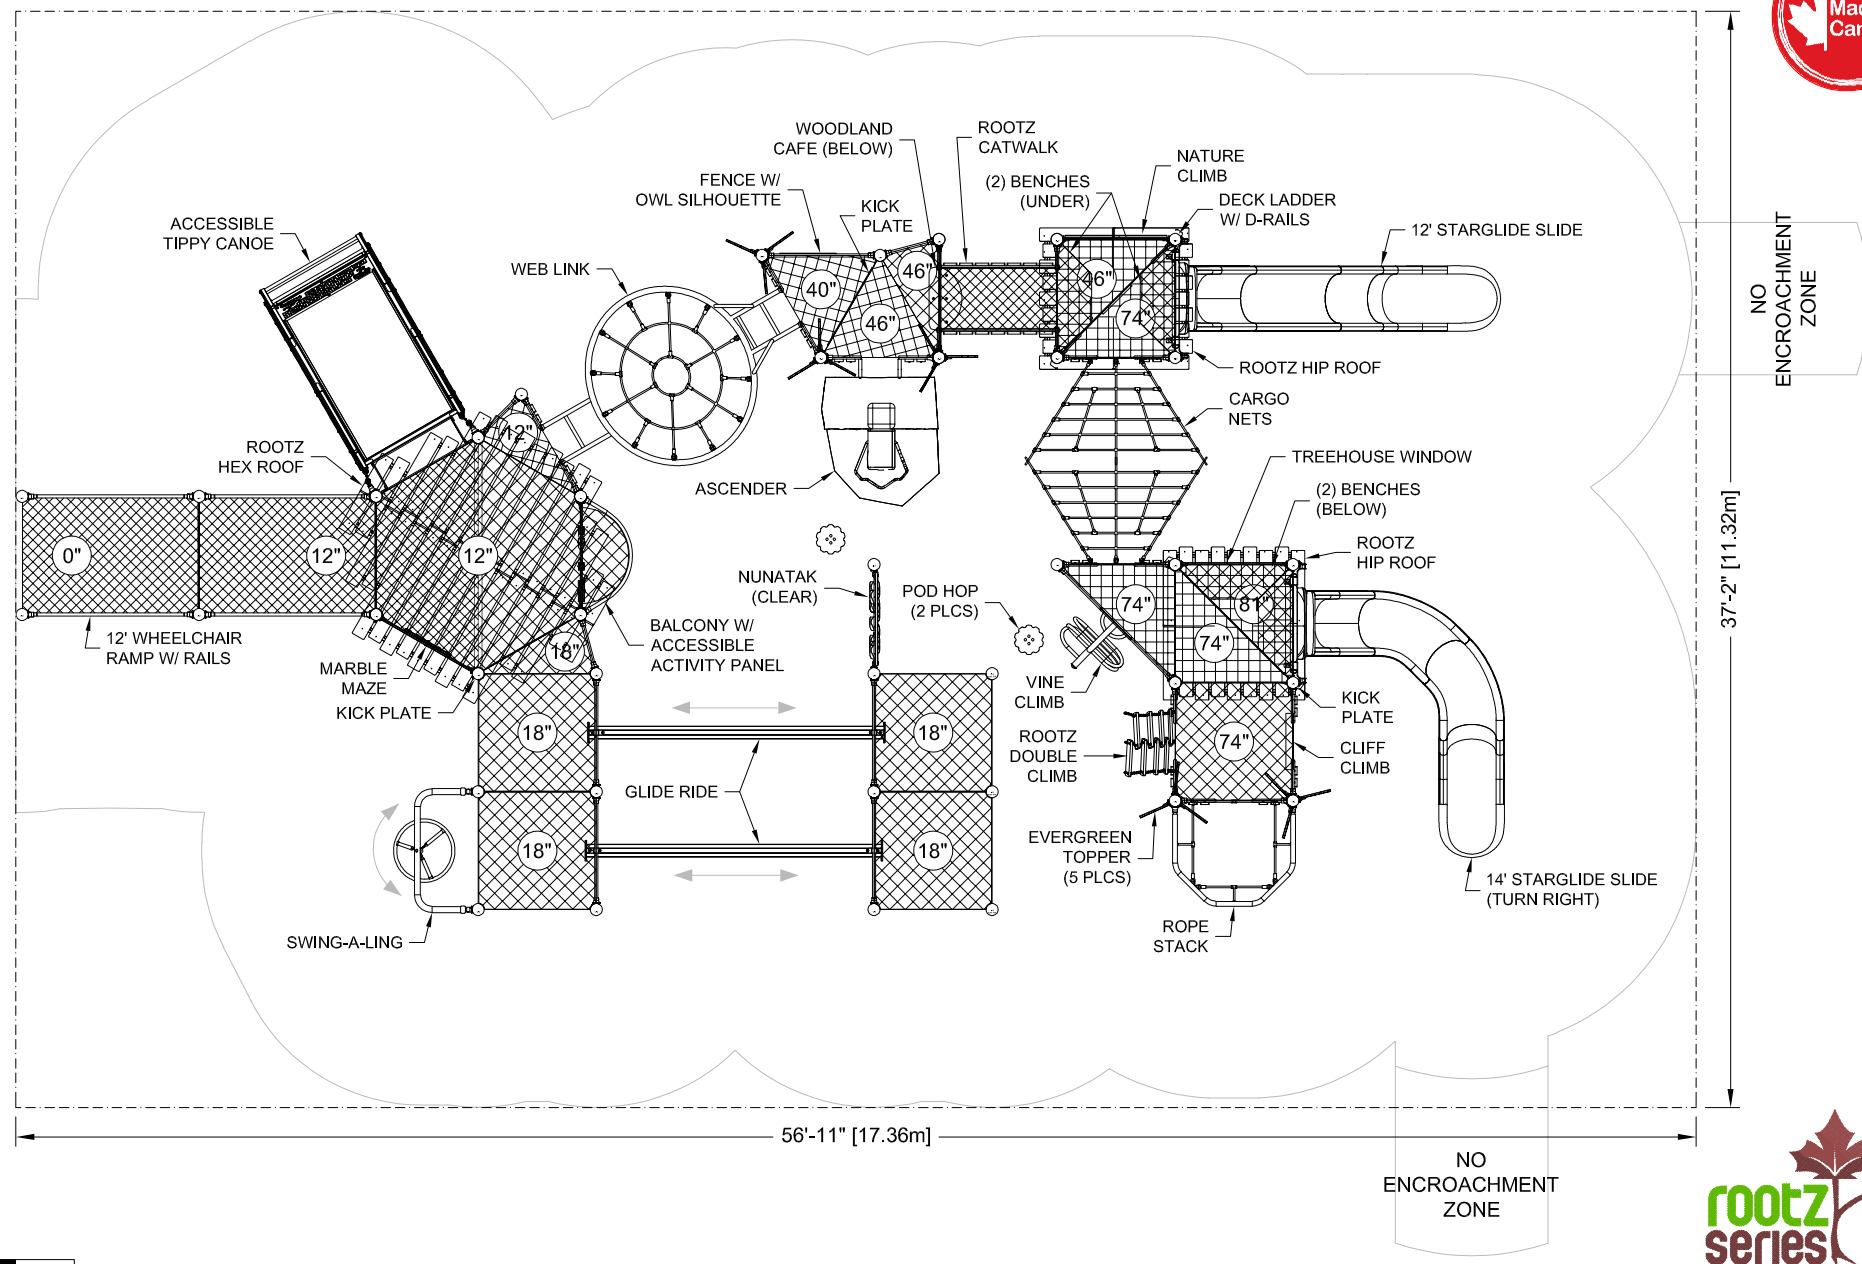 Mad
Can
WOODLAND
CAFE (BELOW)
ROOTZ
CATWALK
NATURE
CLIMB
FENCE W/
OWL SILHOUETTE
(2) BENCHES
(UNDER)
KICK
PLATE
DECK LADDER
W/ D-RAILS
ACCESSIBLE
TIPPY CANOE
12' STARGLIDE SLIDE
WEB LINK
NO
ENCROACHMENT
ZONE
40"
46"
46"
46"
74"
ROOTZ HIP ROOF
CARGO
NETS
ROOTZ
HEX ROOF
12"
ASCENDER
TREEHOUSE WINDOW
(2) BENCHES
(BELOW)
ROOTZ
HIP ROOF
37'-2" [11.32m]
0"
12"
12"
NUNATAK
(CLEAR)
POD HOP
(2 PLCS)
74"
81"
74"
12' WHEELCHAIR
RAMP W/ RAILS
MARBLE
MAZE
KICK PLATE
18"
BALCONY W/
ACCESSIBLE
ACTIVITY PANEL
VINE
CLIMB
KICK
PLATE
18"
18"
ROOTZ
DOUBLE
CLIMB
74"
CLIFF
CLIMB
GLIDE RIDE
18"
18"
EVERGREEN
TOPPER
(5 PLCS)
14' STARGLIDE SLIDE
(TURN RIGHT)
SWING-A-LING
ROPE
STACK
56'-11" [17.36m]
NO
ENCROACHMENT
ZONE
rootz
series